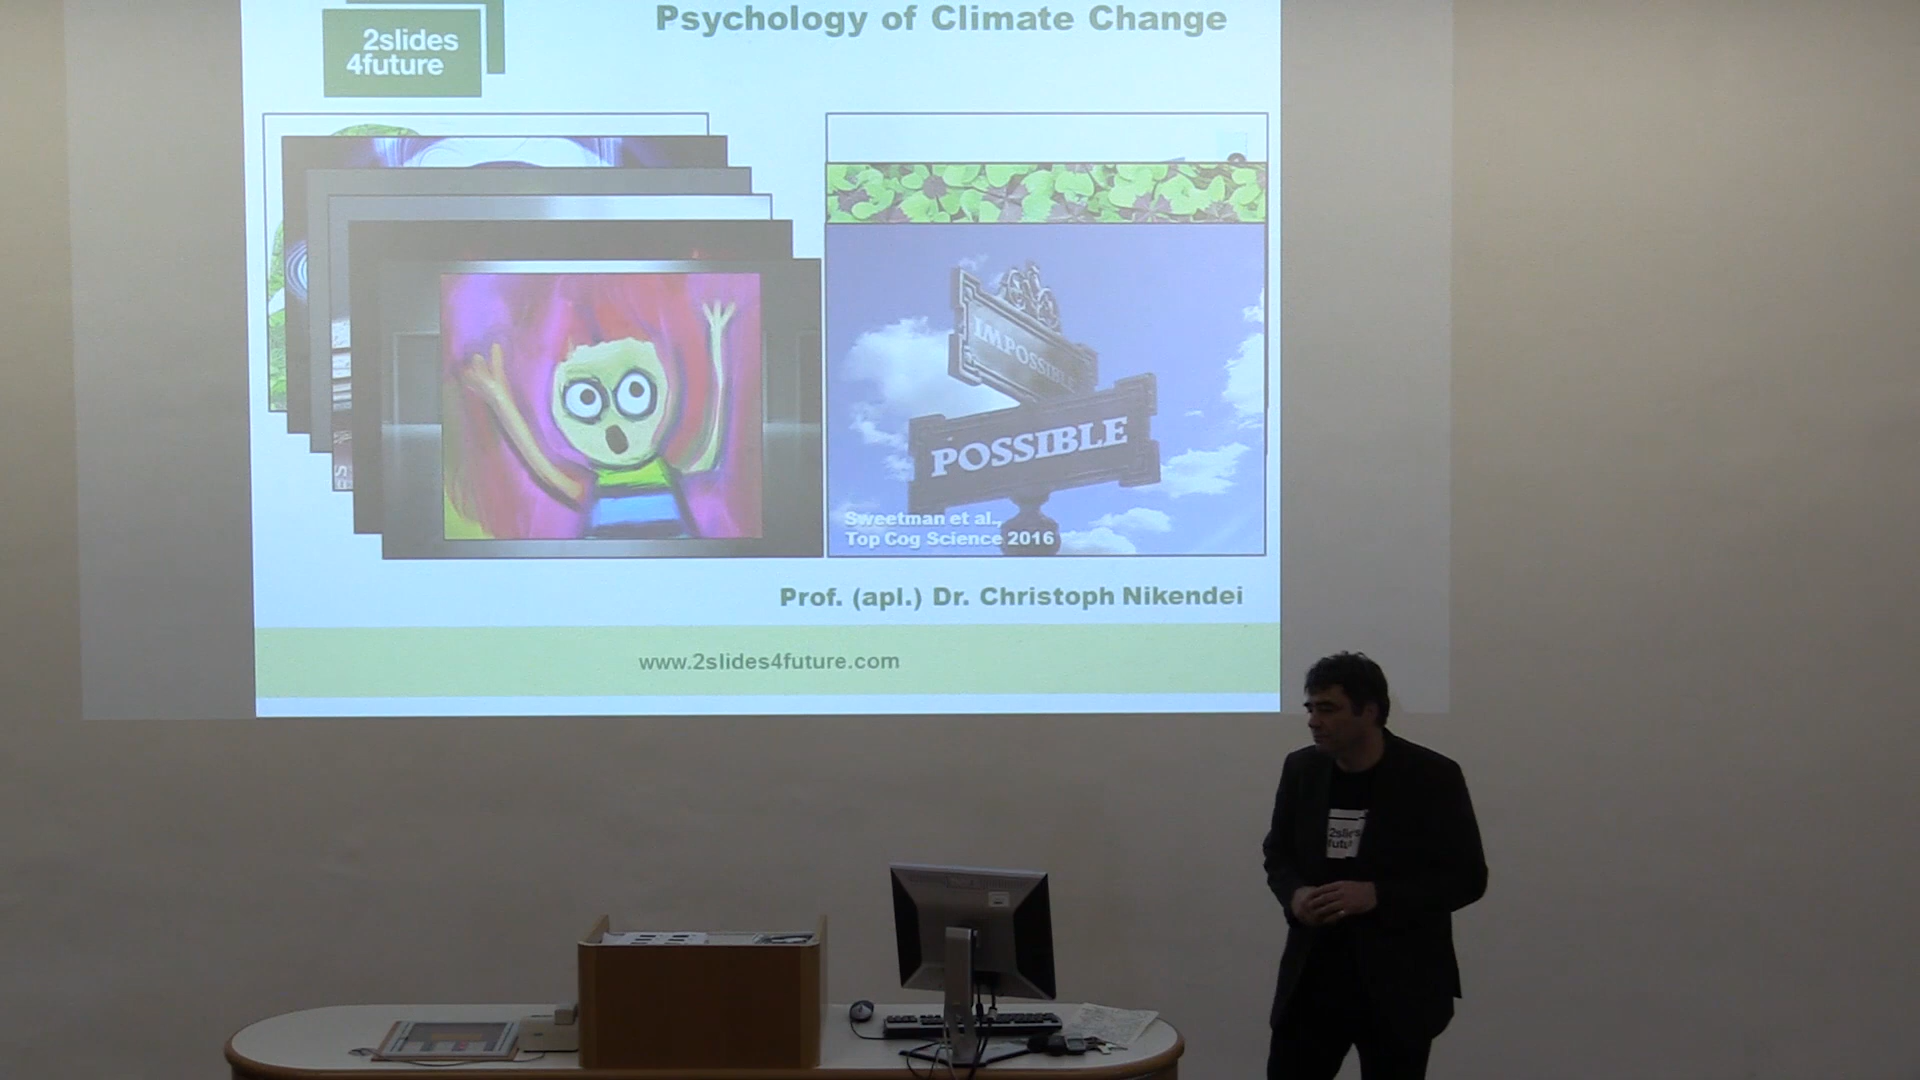 Psychology of Climate Change
2slides
4future
IMPOSSIBLE
POSSIBLE
Sweetman et al.,
Top Cog Science 2016
Prof. (apl.) Dr. Christoph Nikendei
www.2slides4future.com